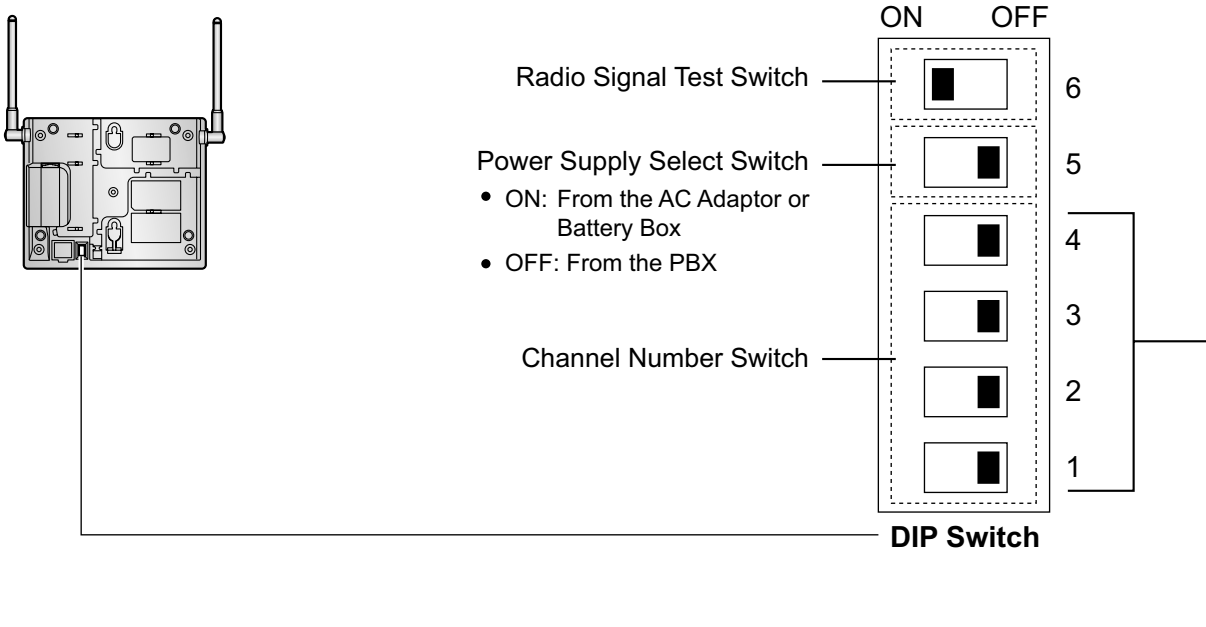 ON OFF
Radio Signal Test Switch
6
Power Supply Select Switch
5
• ON: From the AC Adaptor or
Battery Box
• OFF: From the PBX
4
3
Channel Number Switch
2
1
DIP Switch